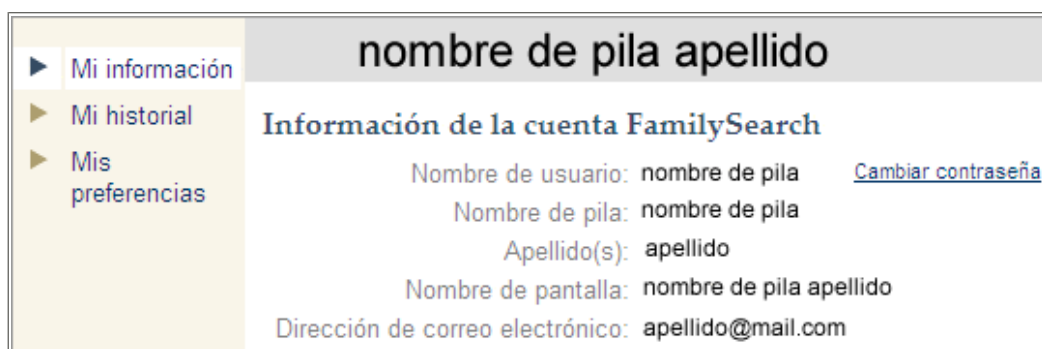 nombre de pila apellido
Mi información
Mi historial
Mis
preferencias
Información de la cuenta FamilySearch
Nombre de usuario: nombre de pila Cambiar contraseña
Nombre de pila: nombre de pila
Apellido(s): apellido
Nombre de pantalla: nombre de pila apellido
Dirección de correo electrónico: apellido@mail.com